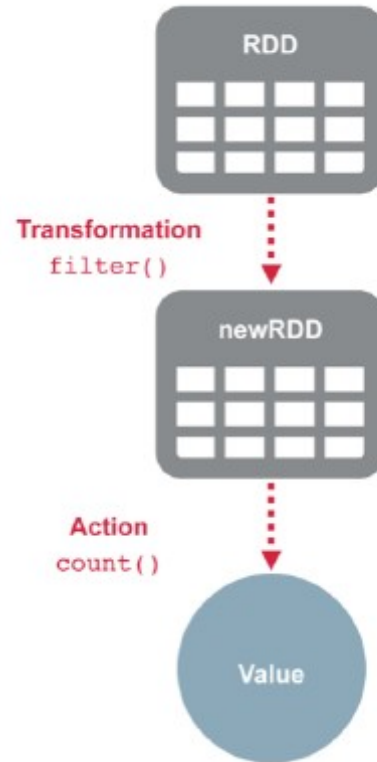 RDD
Transformation
filter()
newRDD
Action
count()
Value